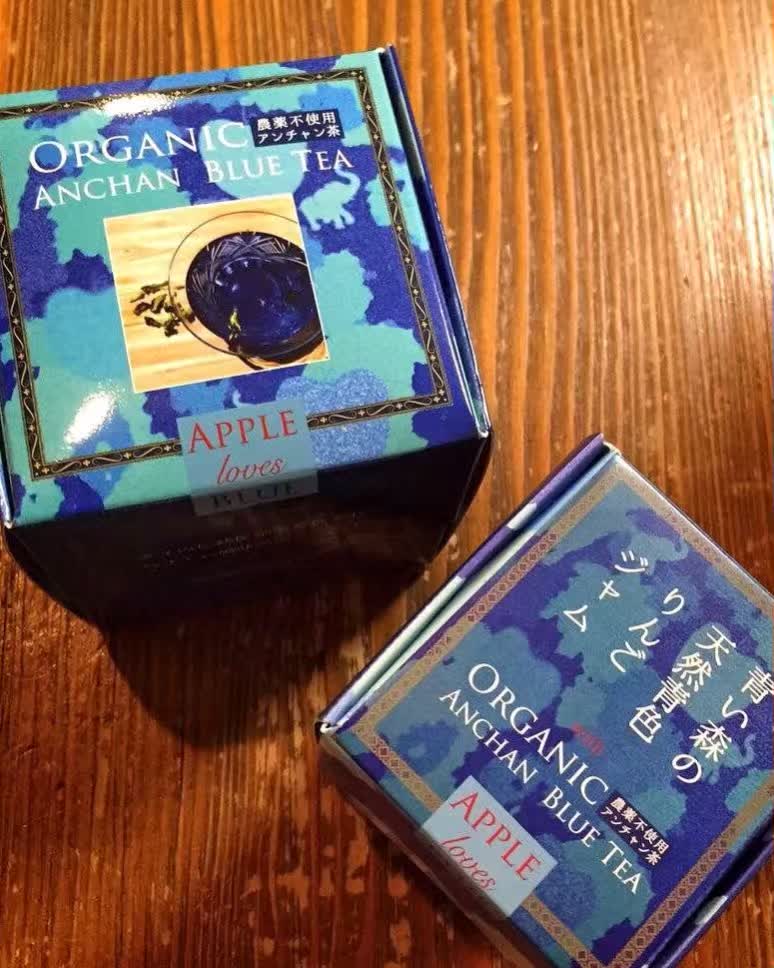 ORGANIC
農薬不使用
アンチャン茶
ANCHAN BLUE TEA
APPLE
loves
BLUE
青い森の
天然青色
りんご
ジャム
with
ORGANIC
ANCHAN BLUE TEA
農薬不使用
アンチャン茶
APPLE
loves